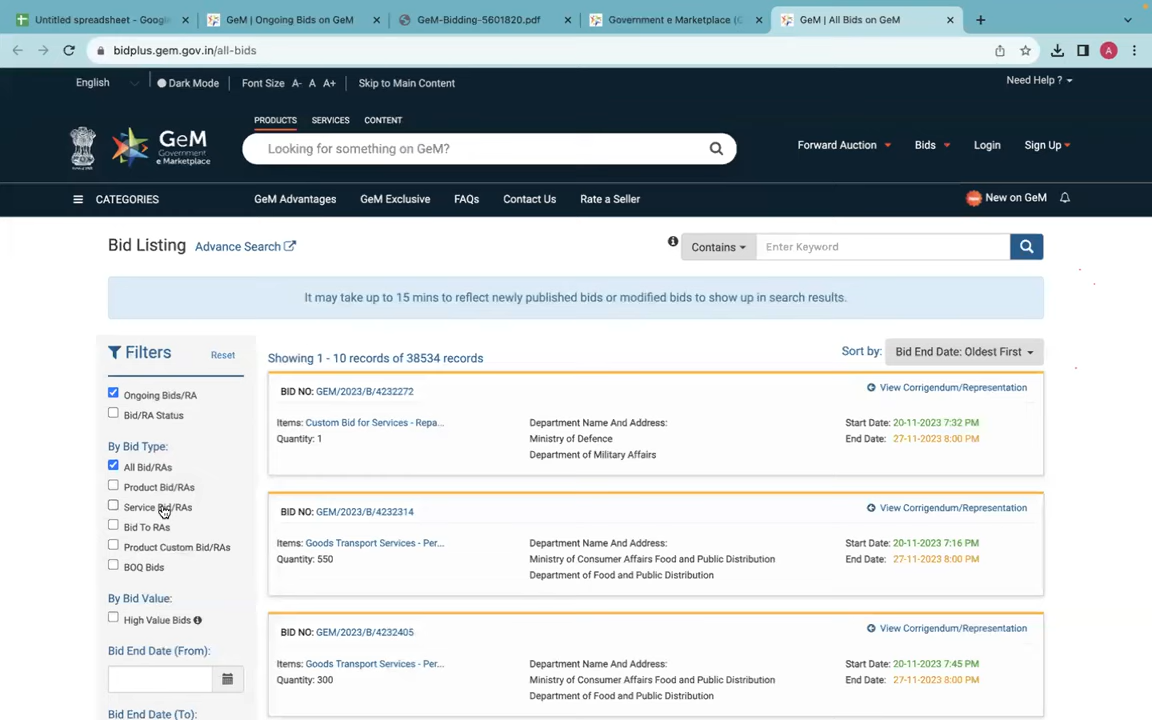 Untitled spreadsheet - Google
GeM | Ongoing Bids on GeM
GeM-Bidding-5601820.pdf
Government e Marketplace (G
GeM | All Bids on GeM
bidplus.gem.gov.in/all-bids
A
English
Dark Mode
Font Size A- A A+
Skip to Main Content
Need Help ?
PRODUCTS SERVICES CONTENT
GeM
Government
e Marketplace
Looking for something on GeM?
Forward Auction
Bids
Login
Sign Up
CATEGORIES
GeM Advantages
GeM Exclusive
FAQs
Contact Us
Rate a Seller
New on GeM
Bid Listing
Advance Search
Contains
Enter Keyword
It may take up to 15 mins to reflect newly published bids or modified bids to show up in search results.
Filters
Reset
Ongoing Bids/RA
Bid/RA Status
By Bid Type:
All Bid/RAs
Product Bid/RAs
Service Bid/RAs
Bid To RAs
Product Custom Bid/RAs
BOQ Bids
By Bid Value:
High Value Bids
Bid End Date (From):
Bid End Date (To):
Showing 1 - 10 records of 38534 records
Sort by: Bid End Date: Oldest First
BID NO: GEM/2023/B/4232272
View Corrigendum/Representation
Items: Custom Bid for Services - Repa...
Quantity: 1
Department Name And Address:
Ministry of Defence
Department of Military Affairs
Start Date: 20-11-2023 7:32 PM
End Date: 27-11-2023 8:00 PM
BID NO: GEM/2023/B/4232314
View Corrigendum/Representation
Items: Goods Transport Services - Per...
Quantity: 550
Department Name And Address:
Ministry of Consumer Affairs Food and Public Distribution
Department of Food and Public Distribution
Start Date: 20-11-2023 7:16 PM
End Date: 27-11-2023 8:00 PM
BID NO: GEM/2023/B/4232405
View Corrigendum/Representation
Items: Goods Transport Services - Per...
Quantity: 300
Department Name And Address:
Ministry of Consumer Affairs Food and Public Distribution
Department of Food and Public Distribution
Start Date: 20-11-2023 7:45 PM
End Date: 27-11-2023 8:00 PM